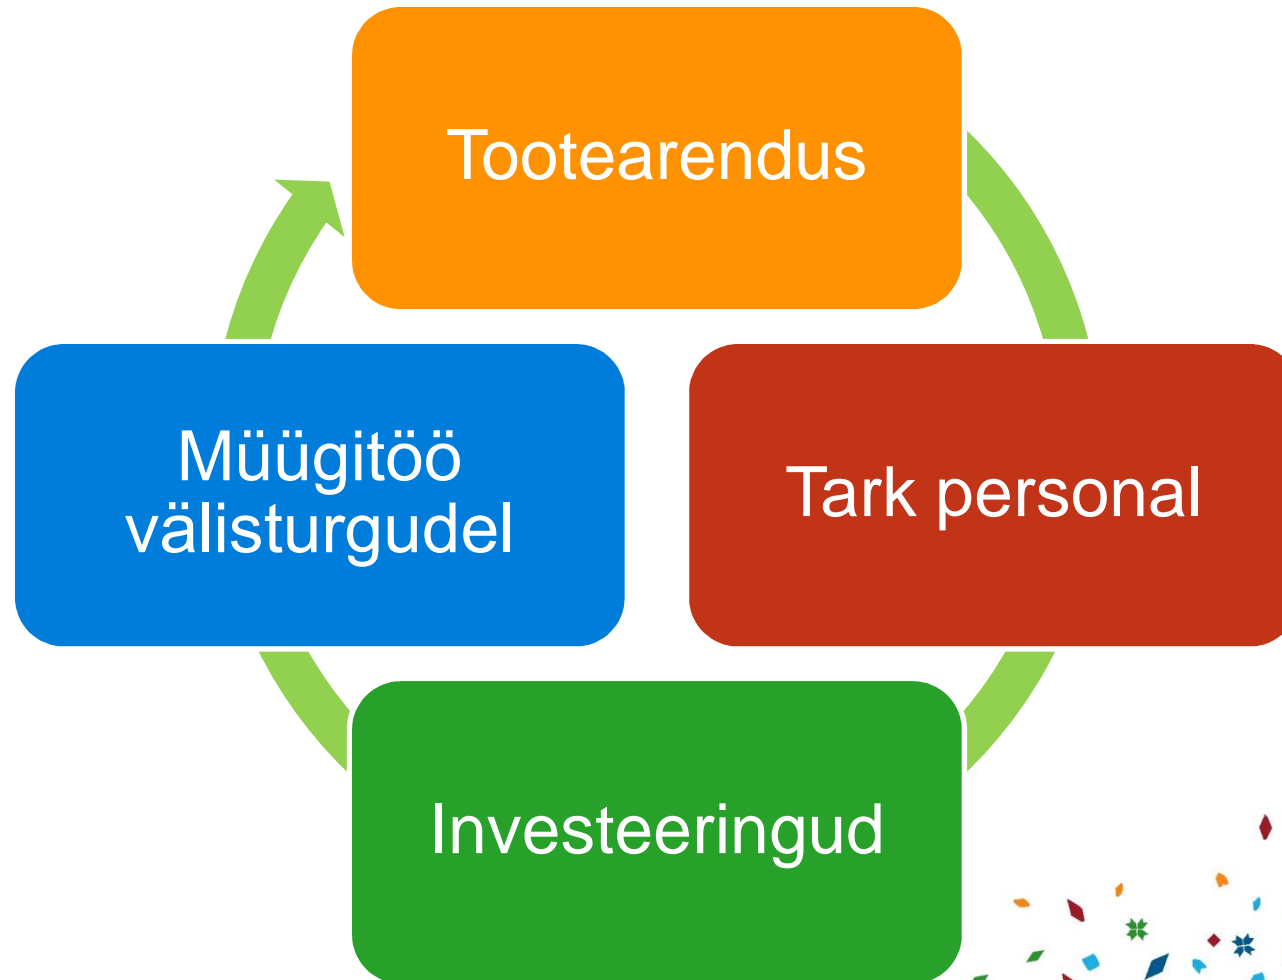 Tootearendus
Tark personal
Investeeringud
Müügitöö
välisturgudel